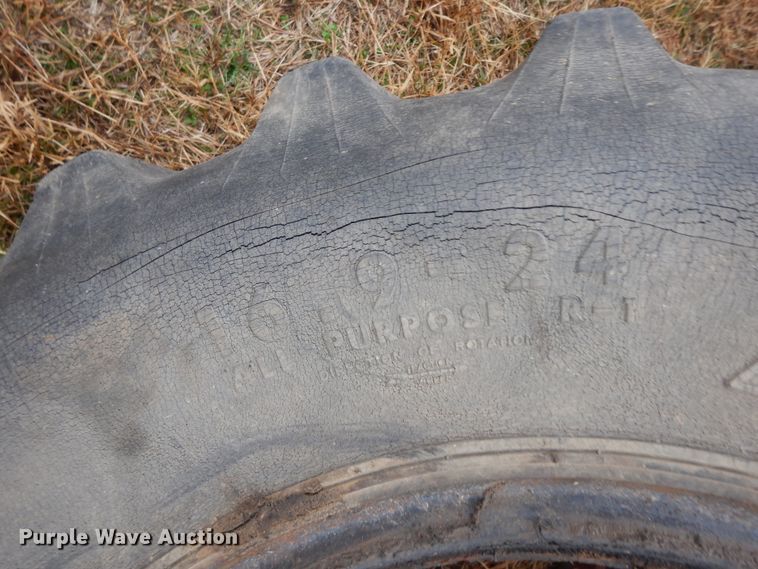 16.9-24
ALL PURPOSE R-1
DIRECTION OF ROTATION
Purple Wave Auction